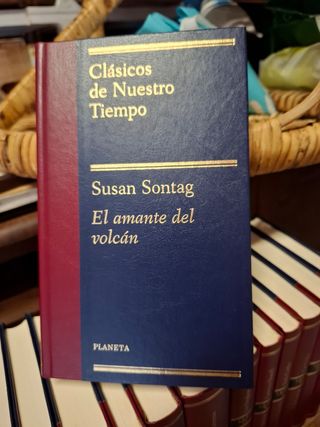 Clásicos
de Nuestro
Tiempo
Susan Sontag
El amante del
volcán
PLANETA